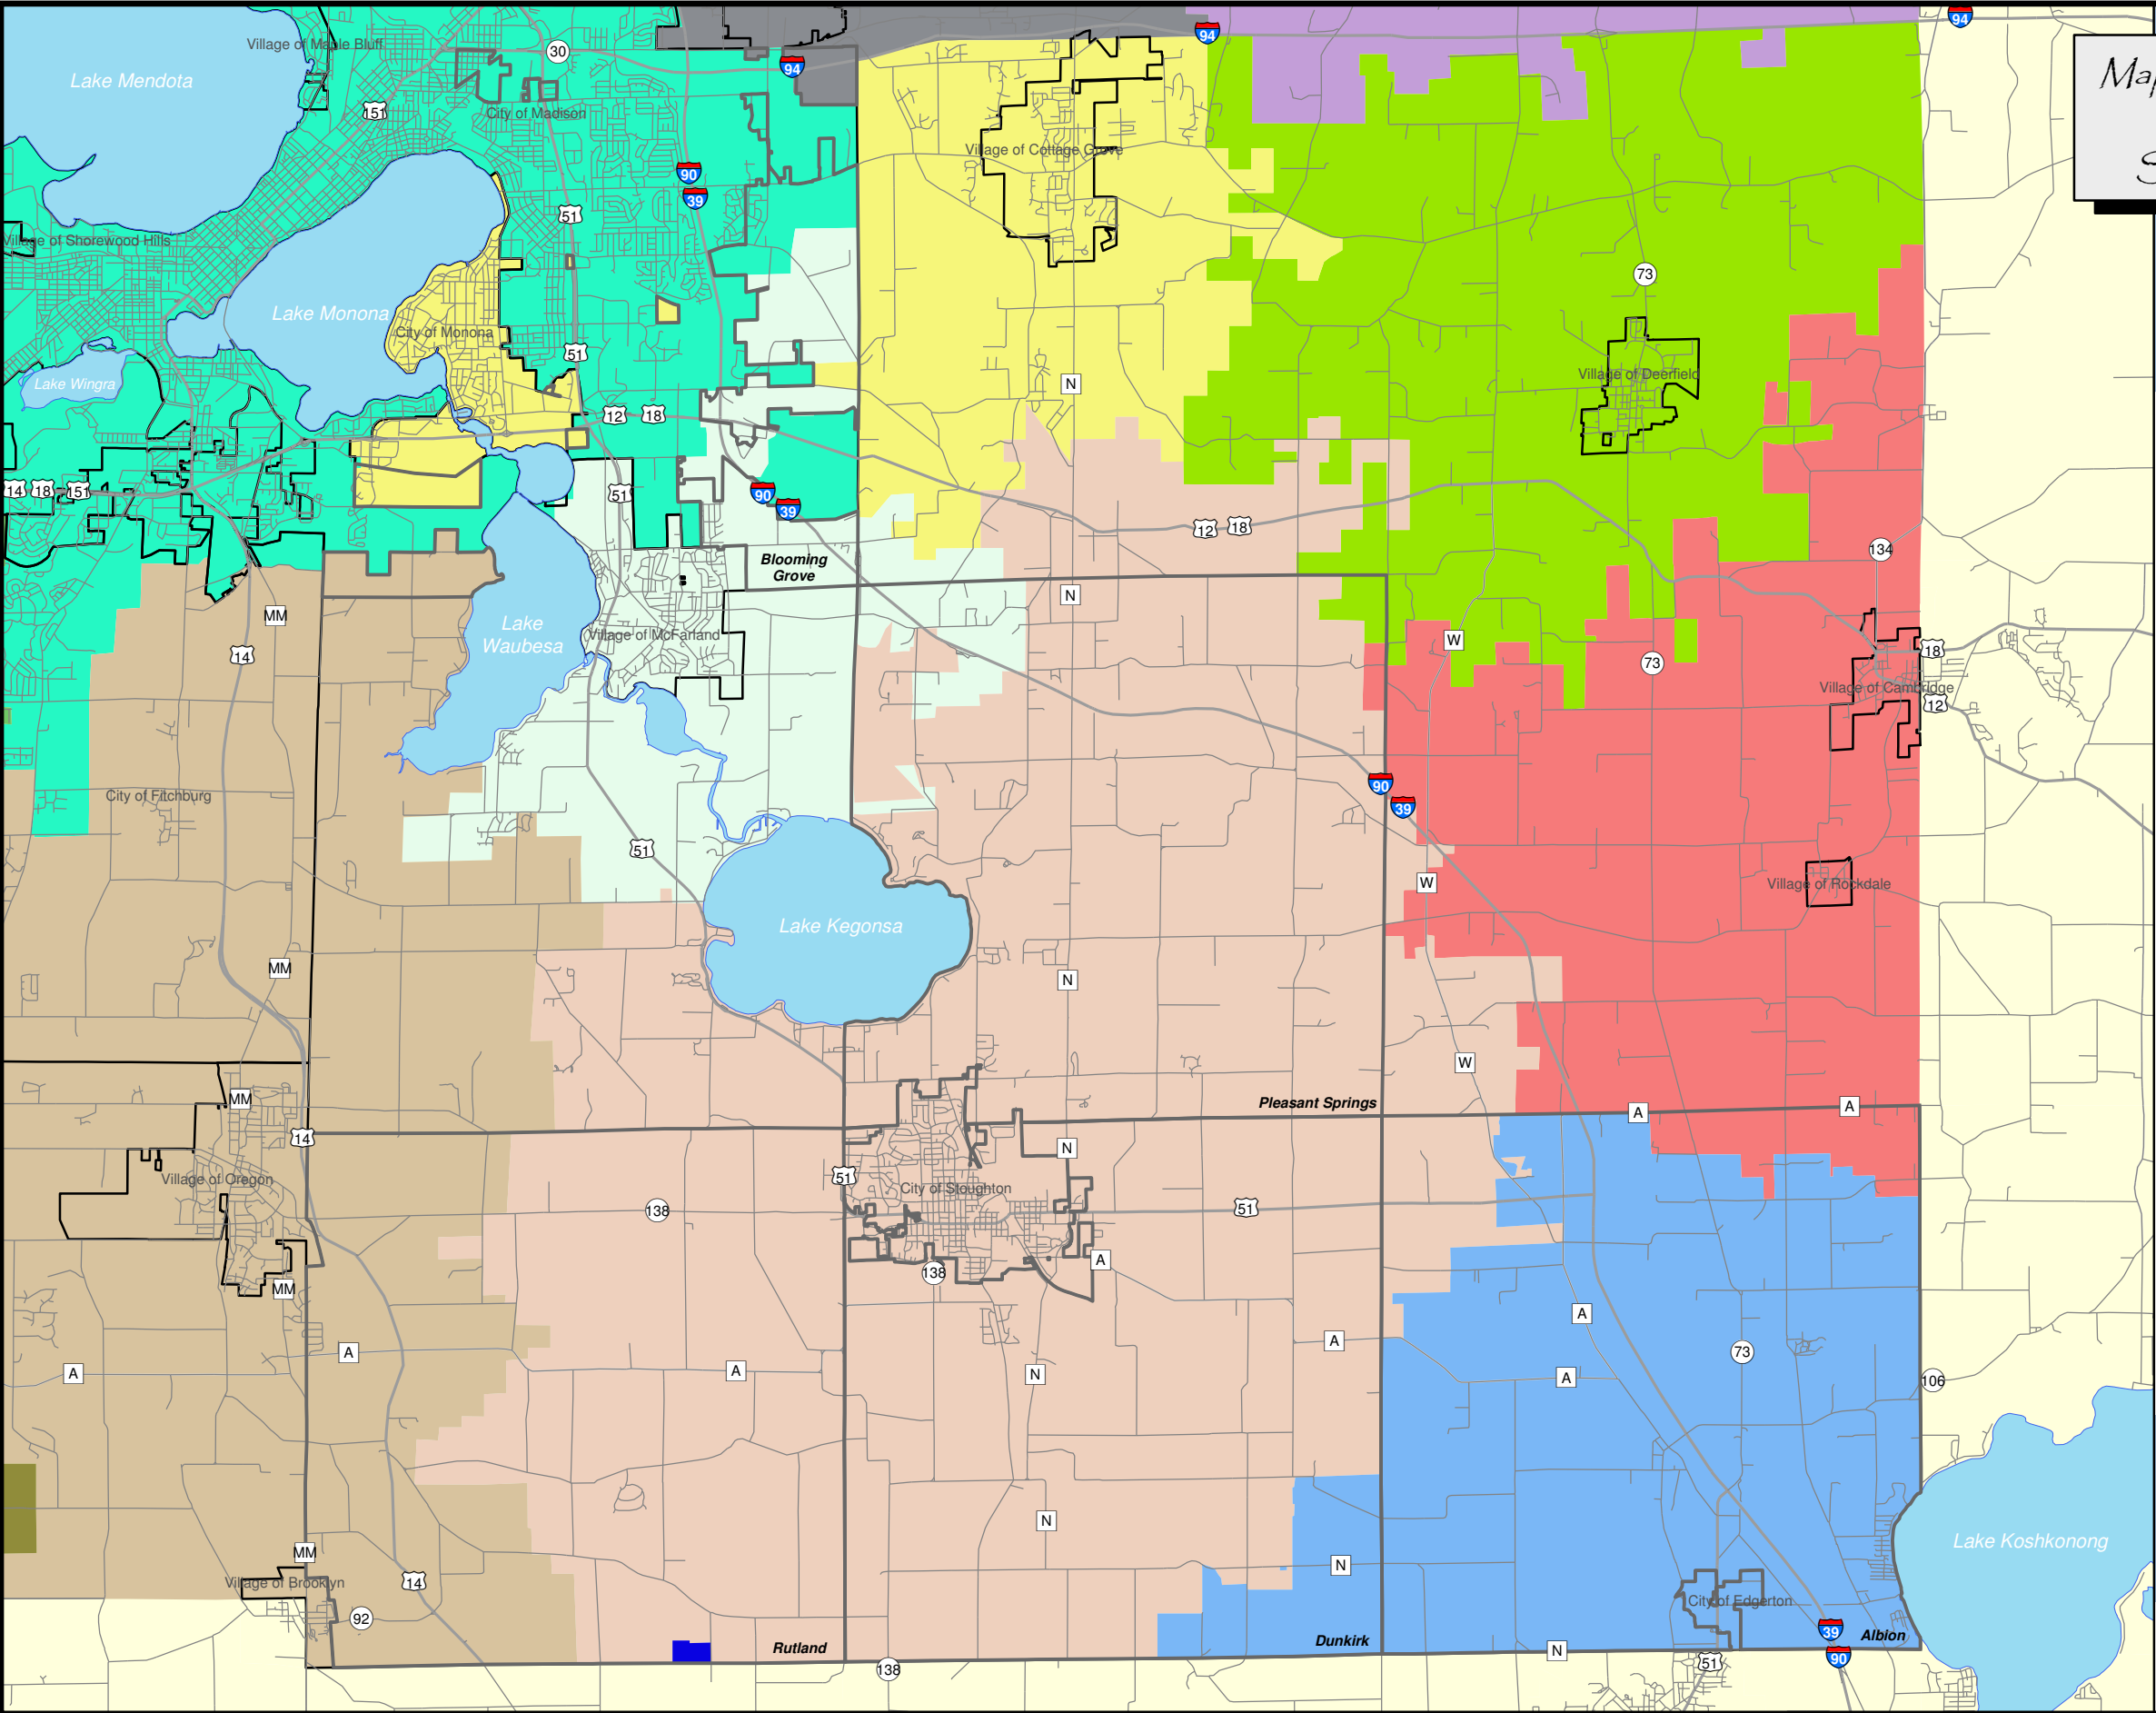 94
94
Village of Maple Bluff
30
94
Lake Mendota
151
City of Madison
Village of Cottage Grove
90
39
51
Village of Shorewood Hills
73
Lake Monona
City of Monona
51
Village of Deerfield
Lake Wingra
N
12
18
14
18
151
51
90
39
12
18
134
Blooming
Grove
N
MM
Lake
Waubesa
Village of McFarland
W
18
14
73
Village of Cambridge
12
City of Fitchburg
90
39
51
W
Village of Rockdale
Lake Kegonsa
MM
N
W
MM
Pleasant Springs
A
A
14
N
51
Village of Oregon
City of Stoughton
138
51
A
138
MM
A
A
73
A
A
A
N
A
106
N
Lake Koshkonong
MM
N
14
Village of Brooklyn
City of Edgerton
92
39
Rutland
Dunkirk
Albion
N
90
138
51